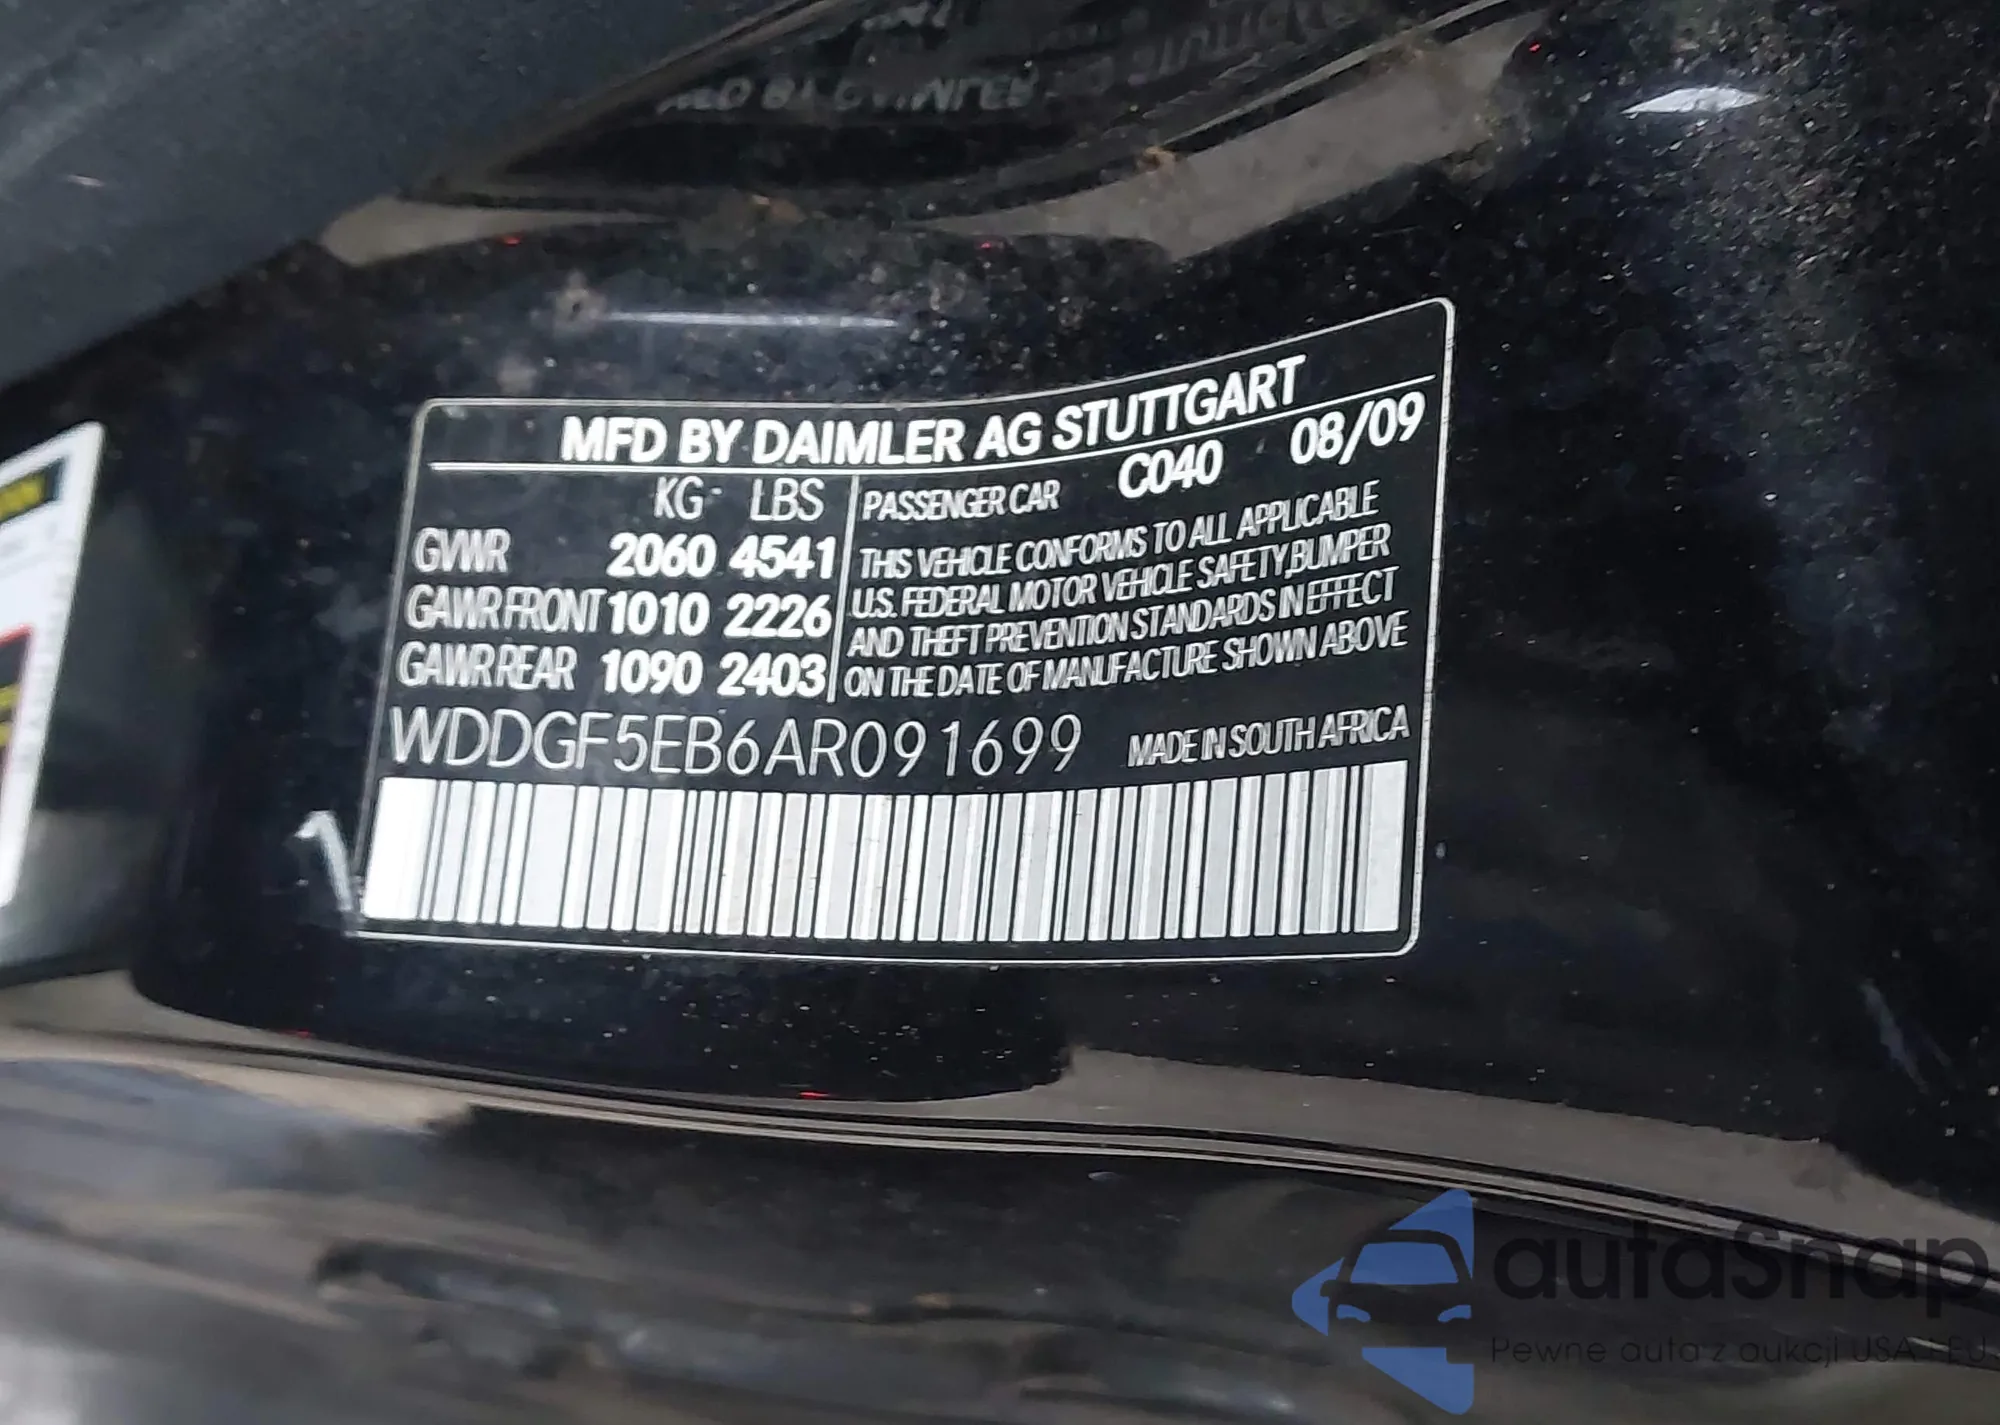 MFD BY DAIMLER AG STUTTGART
C040 08/09
KG LBS
GVWR 2060 4541
GAWR FRONT 1010 2226
GAWR REAR 1090 2403
PASSENGER CAR
THIS VEHICLE CONFORMS TO ALL APPLICABLE
U.S. FEDERAL MOTOR VEHICLE SAFETY,BUMPER
AND THEFT PREVENTION STANDARDS IN EFFECT
ON THE DATE OF MANUFACTURE SHOWN ABOVE
WDDGF5EB6AR091699 MADE IN SOUTH AFRICA
autaSnap
Pewne auta z aukcji USA i EU